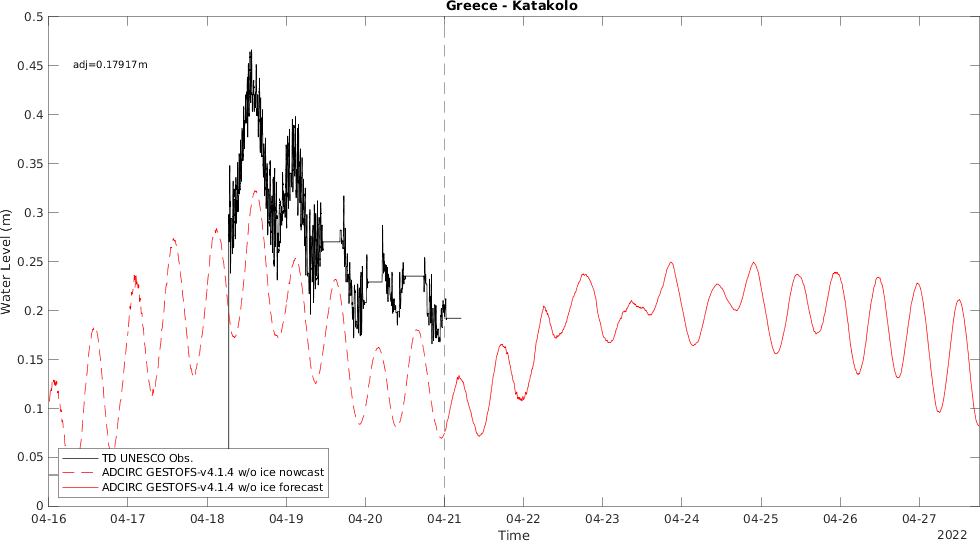 Greece - Katakolo
adj=0.17917m
Water Level (m)
0.5
0.45
0.4
0.35
0.3
0.25
0.2
0.15
0.1
0.05
0
TD UNESCO Obs.
ADCIRC GESTOFS-v4.1.4 w/o ice nowcast
ADCIRC GESTOFS-v4.1.4 w/o ice forecast
04-16 04-17 04-18 04-19 04-20 04-21 04-22 04-23 04-24 04-25 04-26 04-27
Time
2022